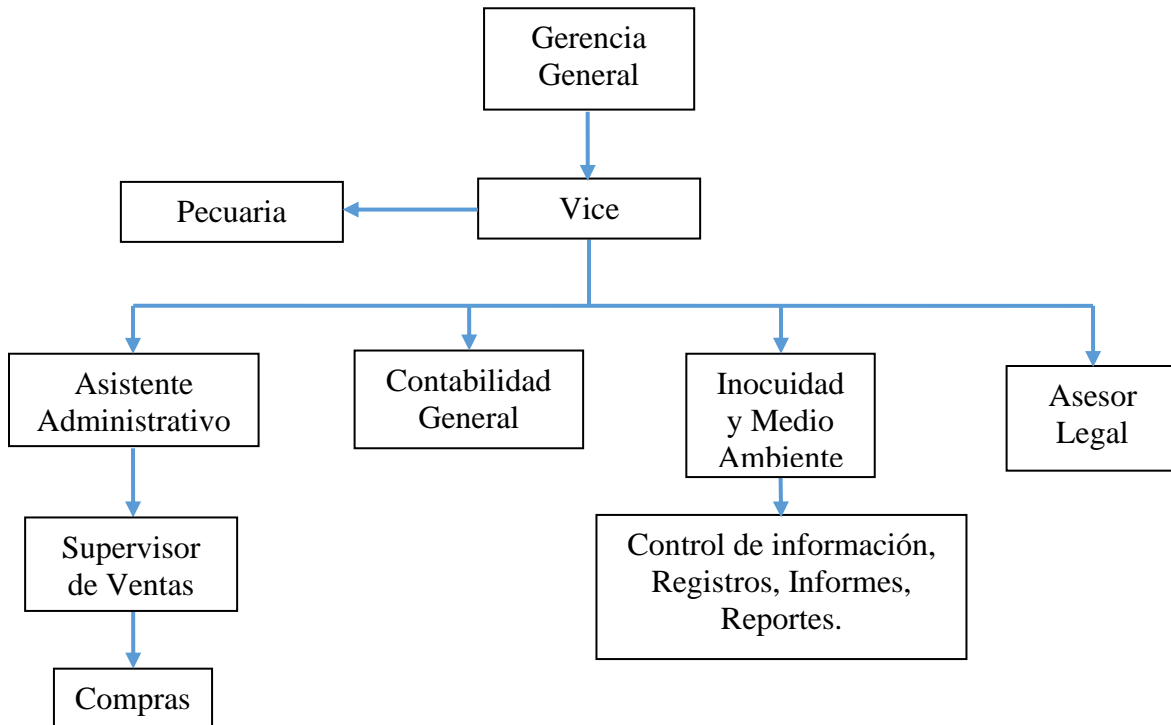 Gerencia
General
Pecuaria
Vice
Asistente
Administrativo
Contabilidad
General
Inocuidad
y Medio
Ambiente
Asesor
Legal
Supervisor
de Ventas
Control de información,
Registros, Informes,
Reportes.
Compras